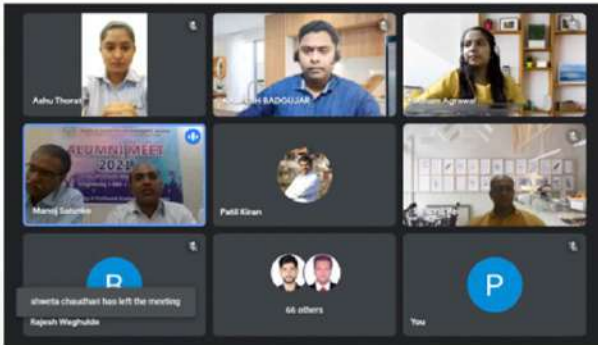 Ashu Thorat
BADGUJAR
Agrawal
ALUMNI MEET
2021
Manoj Salunke
Patil Kiran
R
shweta chaudhari has left the meeting
Rajesh Waghulde
66 others
P
You